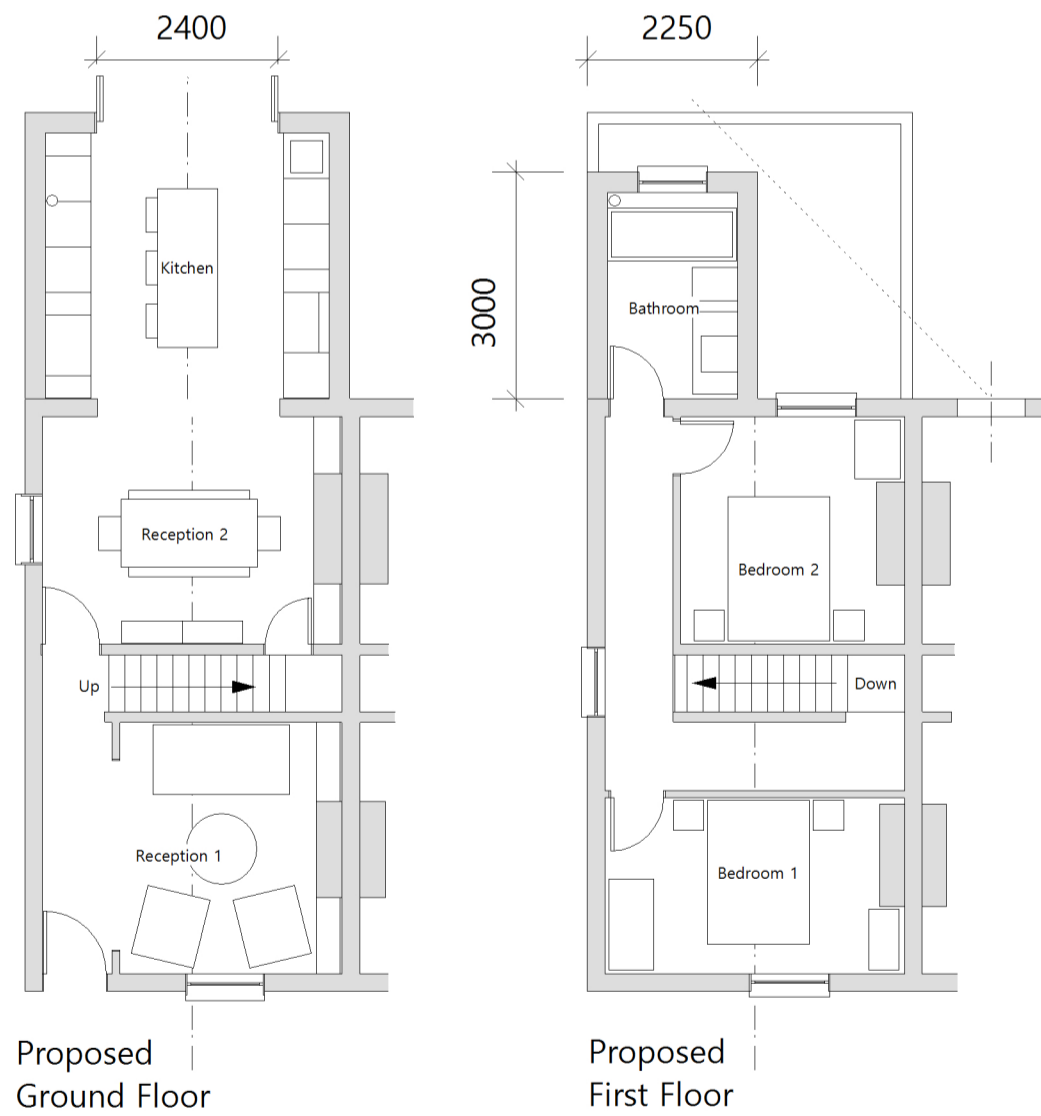 2400
Kitchen
Reception 2
Up
Reception 1
Proposed
Ground Floor
2250
3000
Bathroom
Bedroom 2
Down
Bedroom 1
Proposed
First Floor